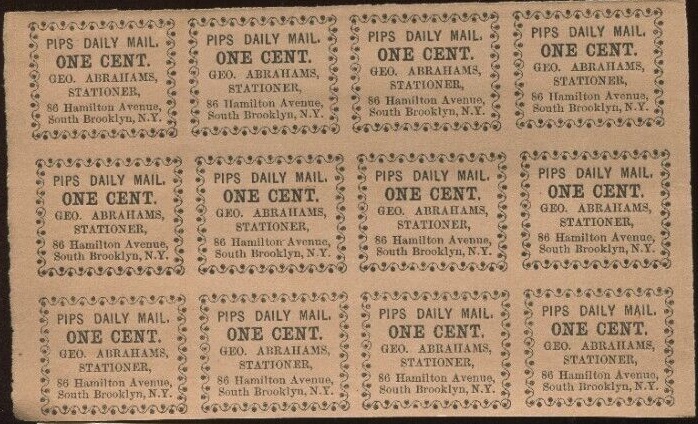 PIPS DAILY MAIL.
ONE CENT.
GEO. ABRAHAMS,
STATIONER,
86 Hamilton Avenue,
South Brooklyn, N.Y.
PIPS DAILY MAIL.
ONE CENT.
GEO. ABRAHAMS,
STATIONER,
86 Hamilton Avenue,
South Brooklyn, N.Y.
PIPS DAILY MAIL.
ONE CENT.
GEO. ABRAHAMS,
STATIONER,
86 Hamilton Avenue,
South Brooklyn, N.Y.
PIPS DAILY MAIL.
ONE CENT.
GEO. ABRAHAMS,
STATIONER,
86 Hamilton Avenue,
South Brooklyn, N.Y.
PIPS DAILY MAIL.
ONE CENT.
GEO. ABRAHAMS,
STATIONER,
86 Hamilton Avenue,
South Brooklyn, N.Y.
PIPS DAILY MAIL.
ONE CENT.
GEO. ABRAHAMS,
STATIONER,
86 Hamilton Avenue,
South Brooklyn, N.Y.
PIPS DAILY MAIL.
ONE CENT.
GEO. ABRAHAMS,
STATIONER,
86 Hamilton Avenue,
South Brooklyn, N.Y.
PIPS DAILY MAIL.
ONE CENT.
GEO. ABRAHAMS,
STATIONER,
86 Hamilton Avenue,
South Brooklyn, N.Y.
PIPS DAILY MAIL.
ONE CENT.
GEO. ABRAHAMS,
STATIONER,
86 Hamilton Avenue,
South Brooklyn, N.Y.
PIPS DAILY MAIL.
ONE CENT.
GEO. ABRAHAMS,
STATIONER,
86 Hamilton Avenue,
South Brooklyn, N.Y.
PIPS DAILY MAIL.
ONE CENT.
GEO. ABRAHAMS,
STATIONER,
86 Hamilton Avenue,
South Brooklyn, N.Y.
PIPS DAILY MAIL.
ONE CENT.
GEO. ABRAHAMS,
STATIONER,
86 Hamilton Avenue,
South Brooklyn, N.Y.